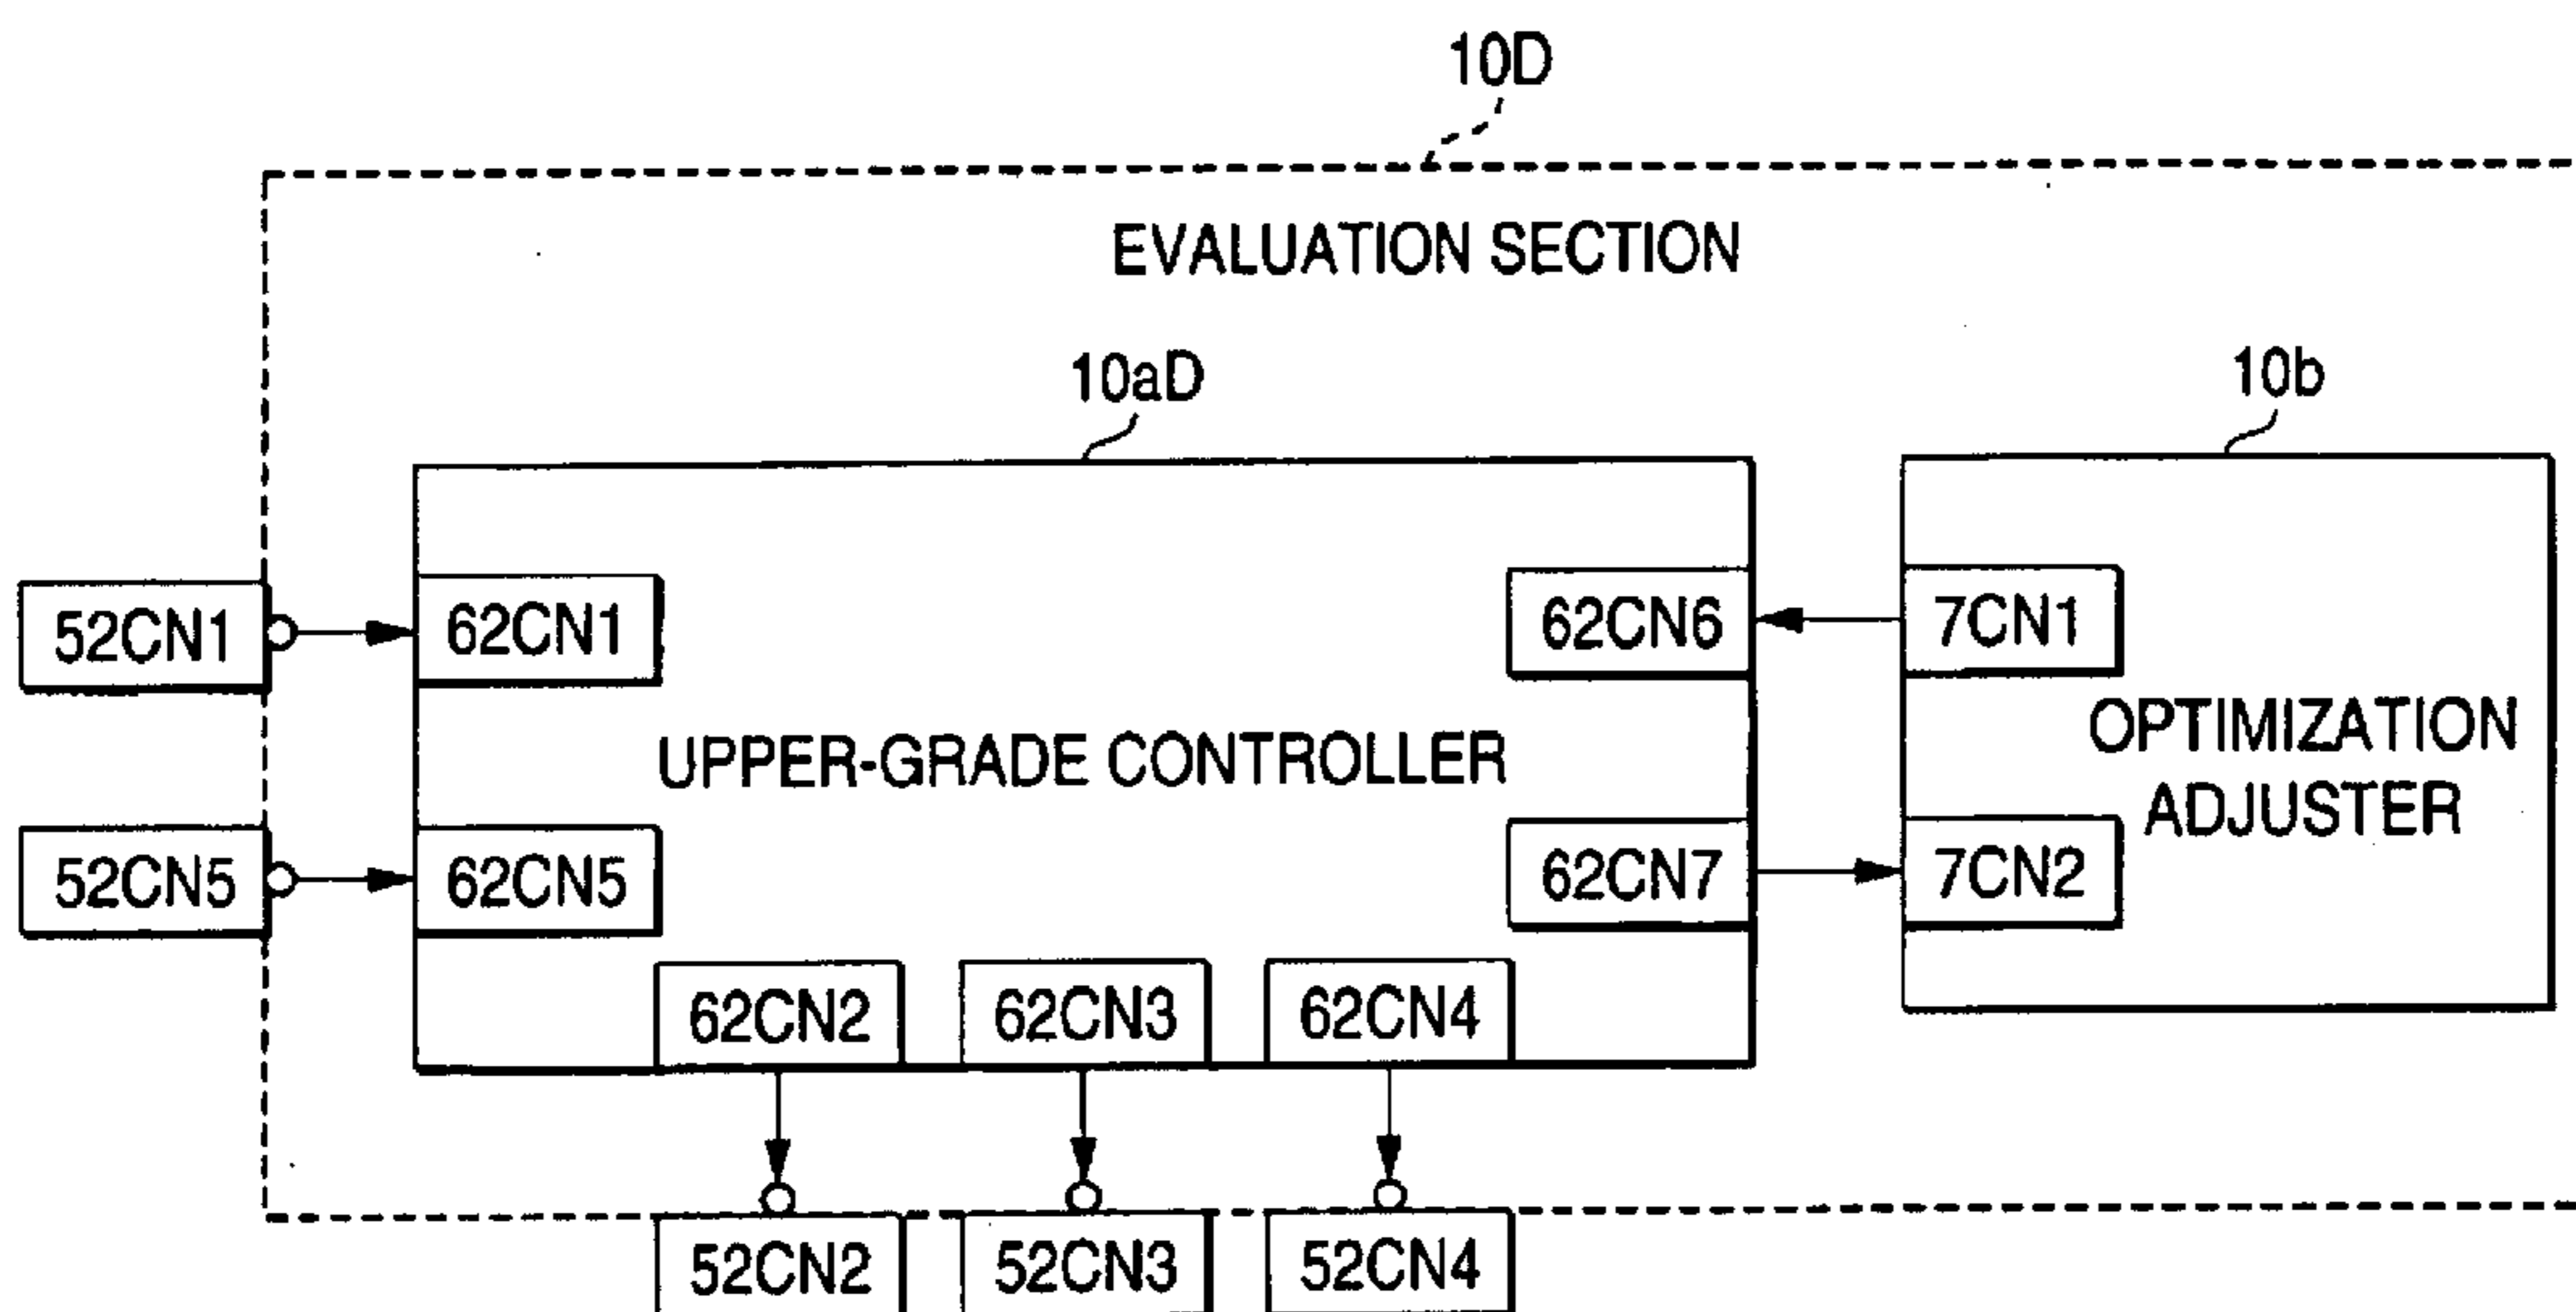 10D
EVALUATION SECTION
10aD
10b
52CN1
62CN1
62CN6
7CN1
UPPER-GRADE CONTROLLER
OPTIMIZATION
ADJUSTER
52CN5
62CN5
62CN7
7CN2
62CN2
62CN3
62CN4
52CN2
52CN3
52CN4